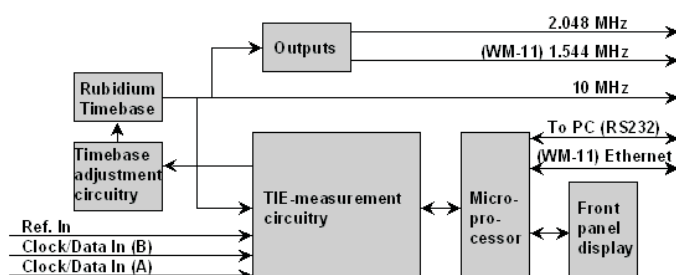 2.048 MHz
(WM-11) 1.544 MHz
Outputs
10 MHz
Rubidium
Timebase
To PC (RS232)
(WM-11) Ethernet
Timebase
adjustment
circuitry
TIE-measurement
circuitry
Micro-
pro-
cessor
Front
panel
display
Ref. In
Clock/Data In (B)
Clock/Data In (A)